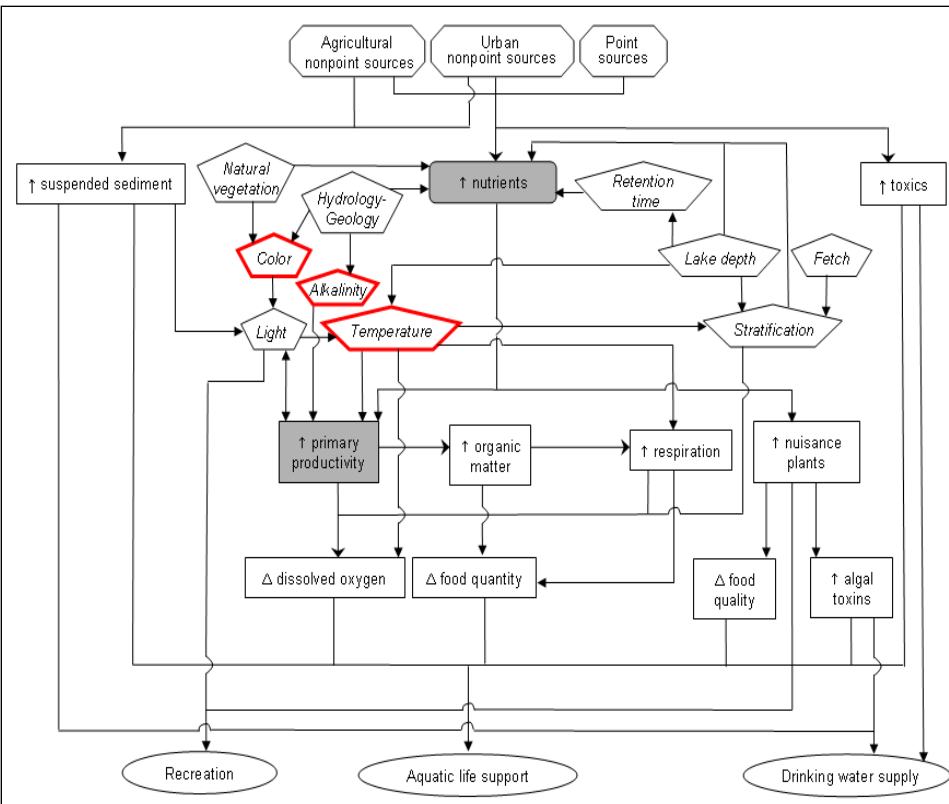 Agricultural
nonpoint sources
Urban
nonpoint sources
Point
sources
↑ suspended sediment
Natural
vegetation
Hydrology-
Geology
↑ nutrients
Retention
time
↑ toxics
Color
Alkalinity
Lake depth
Fetch
Light
Temperature
Stratification
↑ primary
productivity
↑ organic
matter
↑ respiration
↑ nuisance
plants
Δ dissolved oxygen
Δ food quantity
Δ food
quality
↑ algal
toxins
Recreation
Aquatic life support
Drinking water supply